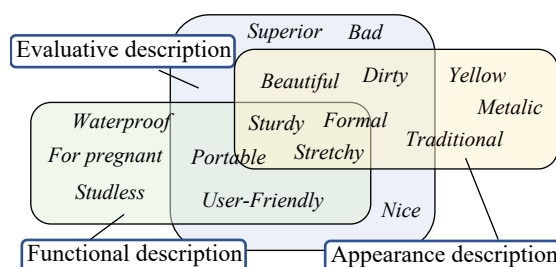 Superior Bad
Evaluative description
Beautiful Dirty Yellow
Metalic
Waterproof Sturdy Formal
Traditional
For pregnant Portable Stretchy
Studless User-Friendly
Nice
Functional description Appearance description